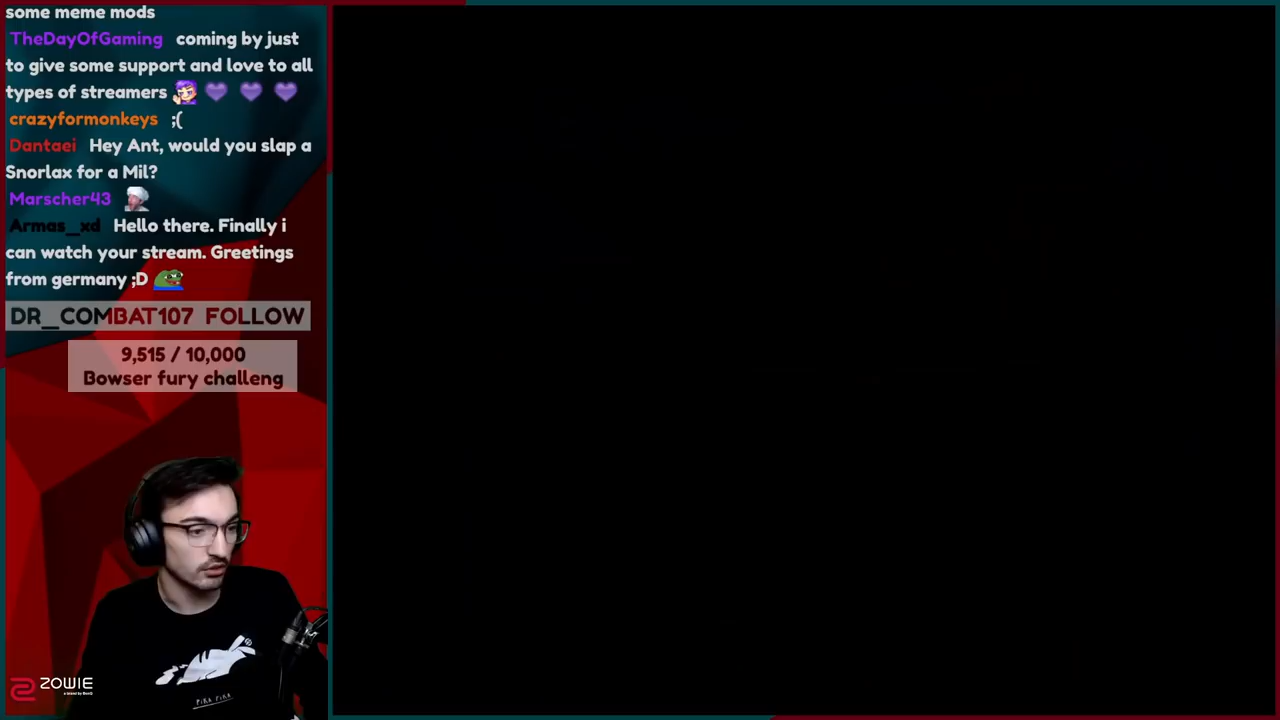 some meme mods
TheDayOfGaming coming by just
to give some support and love to all
types of streamers
crazyformonkeys ;(
Dantaei Hey Ant, would you slap a
Snorlax for a Mil?
Marscher43
Armas_xd Hello there. Finally i
can watch your stream. Greetings
from germany ;D
DR_COMBAT107 FOLLOW
9,515 / 10,000
Bowser fury challeng
ZOWIE
PIKA PIKA